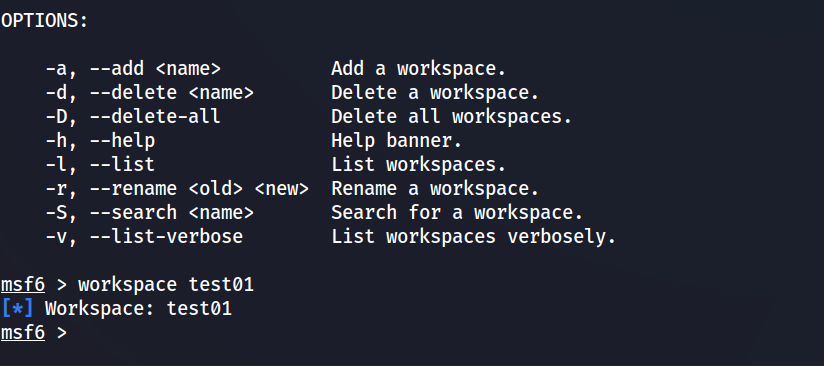 OPTIONS:
-a, --add <name> Add a workspace.
-d, --delete <name> Delete a workspace.
-D, --delete-all Delete all workspaces.
-h, --help Help banner.
-l, --list List workspaces.
-r, --rename <old> <new> Rename a workspace.
-S, --search <name> Search for a workspace.
-v, --list-verbose List workspaces verbosely.
msf6 > workspace test01
[*] Workspace: test01
msf6 >